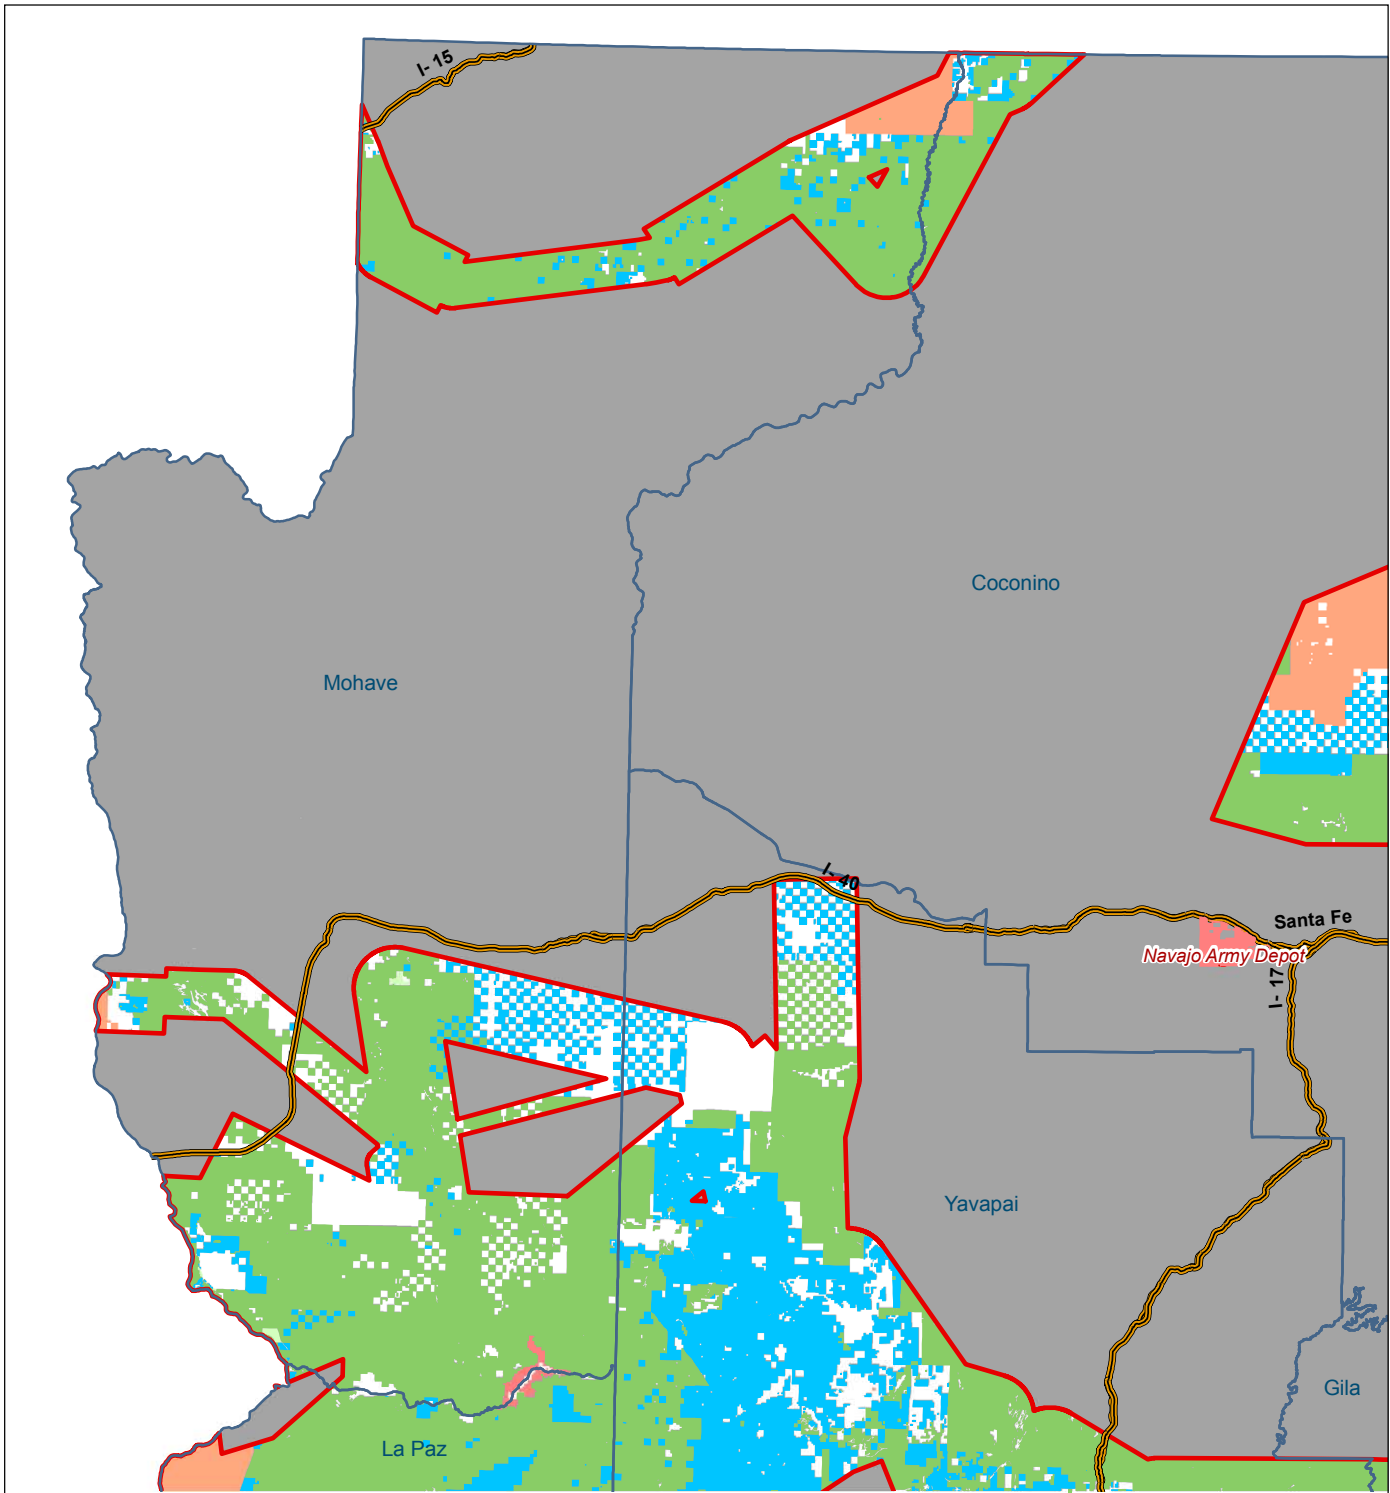 I- 15
Coconino
Mohave
I- 40
Santa Fe
Navajo Army Depot
I- 17
Yavapai
Gila
La Paz